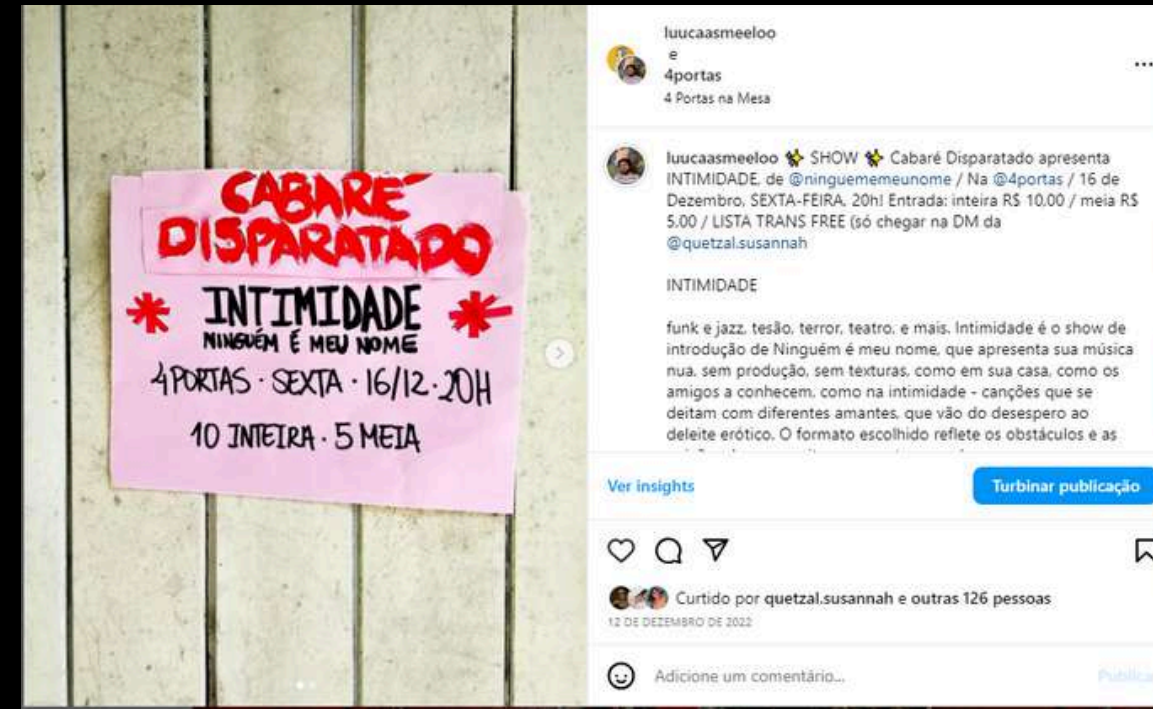 CABARÉ
DISPARATADO
INTIMIDADE
NINGUÉM É MEU NOME
4PORTAS · SEXTA · 16/12 · 20H
10 INTEIRA · 5 MEIA
luucaasmeeloo
e
4portas
4 Portas na Mesa
luucaasmeeloo ✨ SHOW ✨ Cabaré Disparatado apresenta
INTIMIDADE, de @ninguememeunome / Na @4portas / 16 de
Dezembro, SEXTA-FEIRA, 20h! Entrada: inteira R$ 10,00 / meia R$
5,00 / LISTA TRANS FREE (só chegar na DM da
@quetzal.susannah
INTIMIDADE
funk e jazz, tesão, terror, teatro, e mais. Intimidade é o show de
introdução de Ninguém é meu nome, que apresenta sua música
nua, sem produção, sem texturas, como em sua casa, como os
amigos a conhecem, como na intimidade - canções que se
deitam com diferentes amantes, que vão do desespero ao
deleite erótico. O formato escolhido reflete os obstáculos e as
Ver insights
Turbinar publicação
Curtido por quetzal.susannah e outras 126 pessoas
12 DE DEZEMBRO DE 2022
Adicione um comentário...